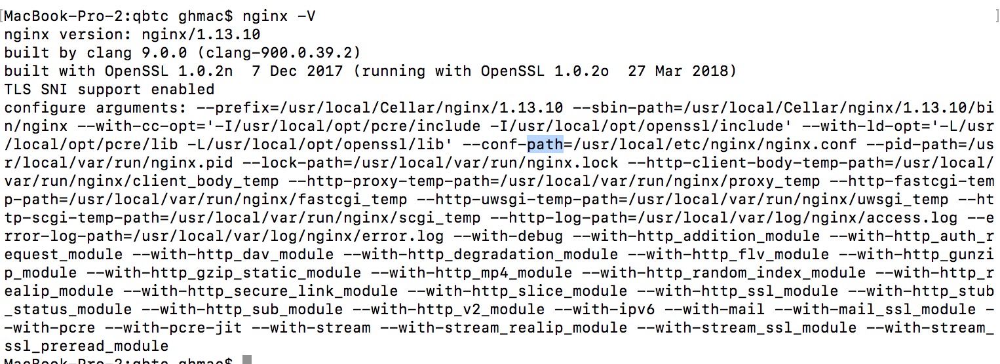 [MacBook-Pro-2:qbtc ghmac$ nginx -V ]
nginx version: nginx/1.13.10
built by clang 9.0.0 (clang-900.0.39.2)
built with OpenSSL 1.0.2n  7 Dec 2017 (running with OpenSSL 1.0.2o  27 Mar 2018)
TLS SNI support enabled
configure arguments: --prefix=/usr/local/Cellar/nginx/1.13.10 --sbin-path=/usr/local/Cellar/nginx/1.13.10/bi
n/nginx --with-cc-opt='-I/usr/local/opt/pcre/include -I/usr/local/opt/openssl/include' --with-ld-opt='-L/usr
/local/opt/pcre/lib -L/usr/local/opt/openssl/lib' --conf-path=/usr/local/etc/nginx/nginx.conf --pid-path=/us
r/local/var/run/nginx.pid --lock-path=/usr/local/var/run/nginx.lock --http-client-body-temp-path=/usr/local/
var/run/nginx/client_body_temp --http-proxy-temp-path=/usr/local/var/run/nginx/proxy_temp --http-fastcgi-tem
p-path=/usr/local/var/run/nginx/fastcgi_temp --http-uwsgi-temp-path=/usr/local/var/run/nginx/uwsgi_temp --ht
tp-scgi-temp-path=/usr/local/var/run/nginx/scgi_temp --http-log-path=/usr/local/var/log/nginx/access.log --e
rror-log-path=/usr/local/var/log/nginx/error.log --with-debug --with-http_addition_module --with-http_auth_r
equest_module --with-http_dav_module --with-http_degradation_module --with-http_flv_module --with-http_gunzi
p_module --with-http_gzip_static_module --with-http_mp4_module --with-http_random_index_module --with-http_r
ealip_module --with-http_secure_link_module --with-http_slice_module --with-http_ssl_module --with-http_stub
_status_module --with-http_sub_module --with-http_v2_module --with-ipv6 --with-mail --with-mail_ssl_module -
-with-pcre --with-pcre-jit --with-stream --with-stream_realip_module --with-stream_ssl_module --with-stream_
ssl_preread_module
MacBook-Pro-2:qbtc ghmac$